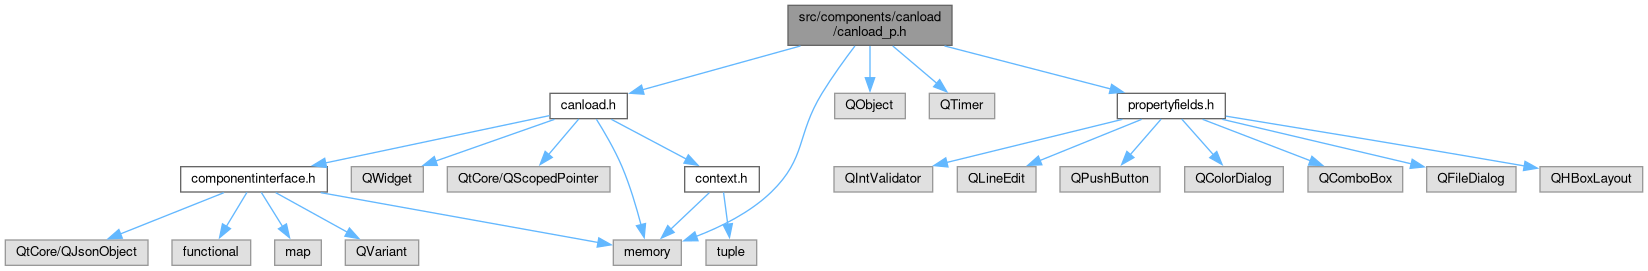 src/components/canload
/canload_p.h
canload.h
QObject
QTimer
propertyfields.h
componentinterface.h
QWidget
QtCore/QScopedPointer
context.h
QIntValidator
QLineEdit
QPushButton
QColorDialog
QComboBox
QFileDialog
QHBoxLayout
QtCore/QJsonObject
functional
map
QVariant
memory
tuple